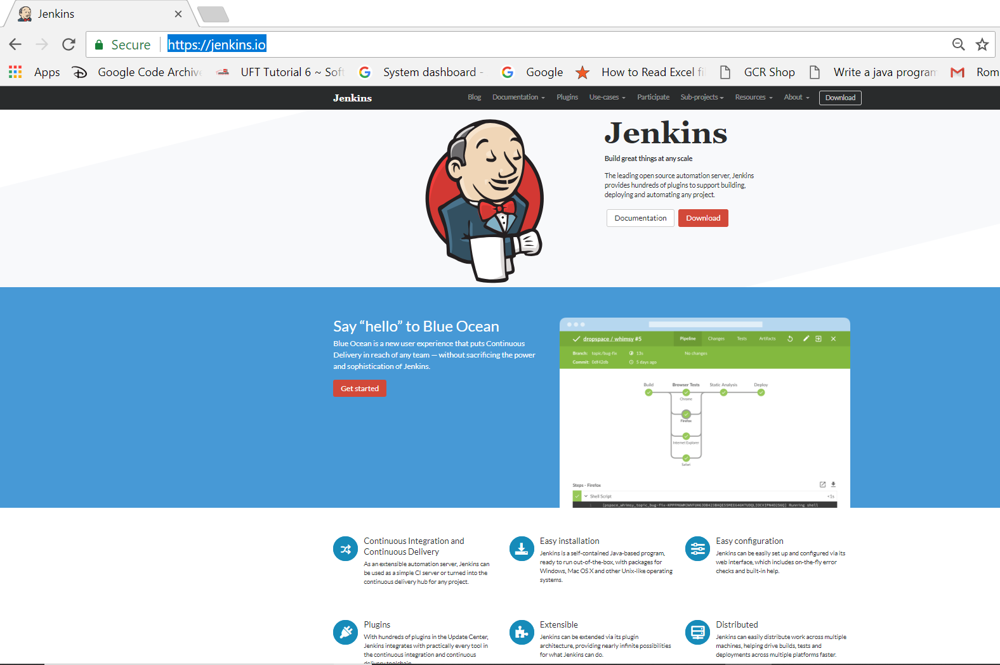 Jenkins
Secure https://jenkins.io
Apps Google Code Archiv UFT Tutorial 6 ~ Soft System dashboard - Google How to Read Excel fi GCR Shop Write a java program Rom
Jenkins Blog Documentation Plugins Use-cases Participate Sub-projects Resources About Download
Jenkins
Build great things at any scale
The leading open source automation server, Jenkins
provides hundreds of plugins to support building,
deploying and automating any project.
Documentation Download
Say “hello” to Blue Ocean
Blue Ocean is a new user experience that puts Continuous
Delivery in reach of any team — without sacrificing the power
and sophistication of Jenkins.
Get started
dropspace / whimsy #5 Pipeline Changes Tests Artifacts
Branch: topic/bug-fix 13s No changes
Commit: 0df42db 5 days ago
Build Browser Tests Static Analysis Deploy
Chrome
Firefox
Internet Explorer
Safari
Steps - Firefox
Shell Script <1s
Running shell
Continuous Integration and
Continuous Delivery
As an extensible automation server, Jenkins can
be used as a simple CI server or turned into the
continuous delivery hub for any project.
Easy installation
Jenkins is a self-contained Java-based program,
ready to run out-of-the-box, with packages for
Windows, Mac OS X and other Unix-like operating
systems.
Easy configuration
Jenkins can be easily set up and configured via its
web interface, which includes on-the-fly error
checks and built-in help.
Plugins
With hundreds of plugins in the Update Center,
Jenkins integrates with practically every tool in
the continuous integration and continuous
delivery toolchain.
Extensible
Jenkins can be extended via its plugin
architecture, providing nearly infinite possibilities
for what Jenkins can do.
Distributed
Jenkins can easily distribute work across multiple
machines, helping drive builds, tests and
deployments across multiple platforms faster.